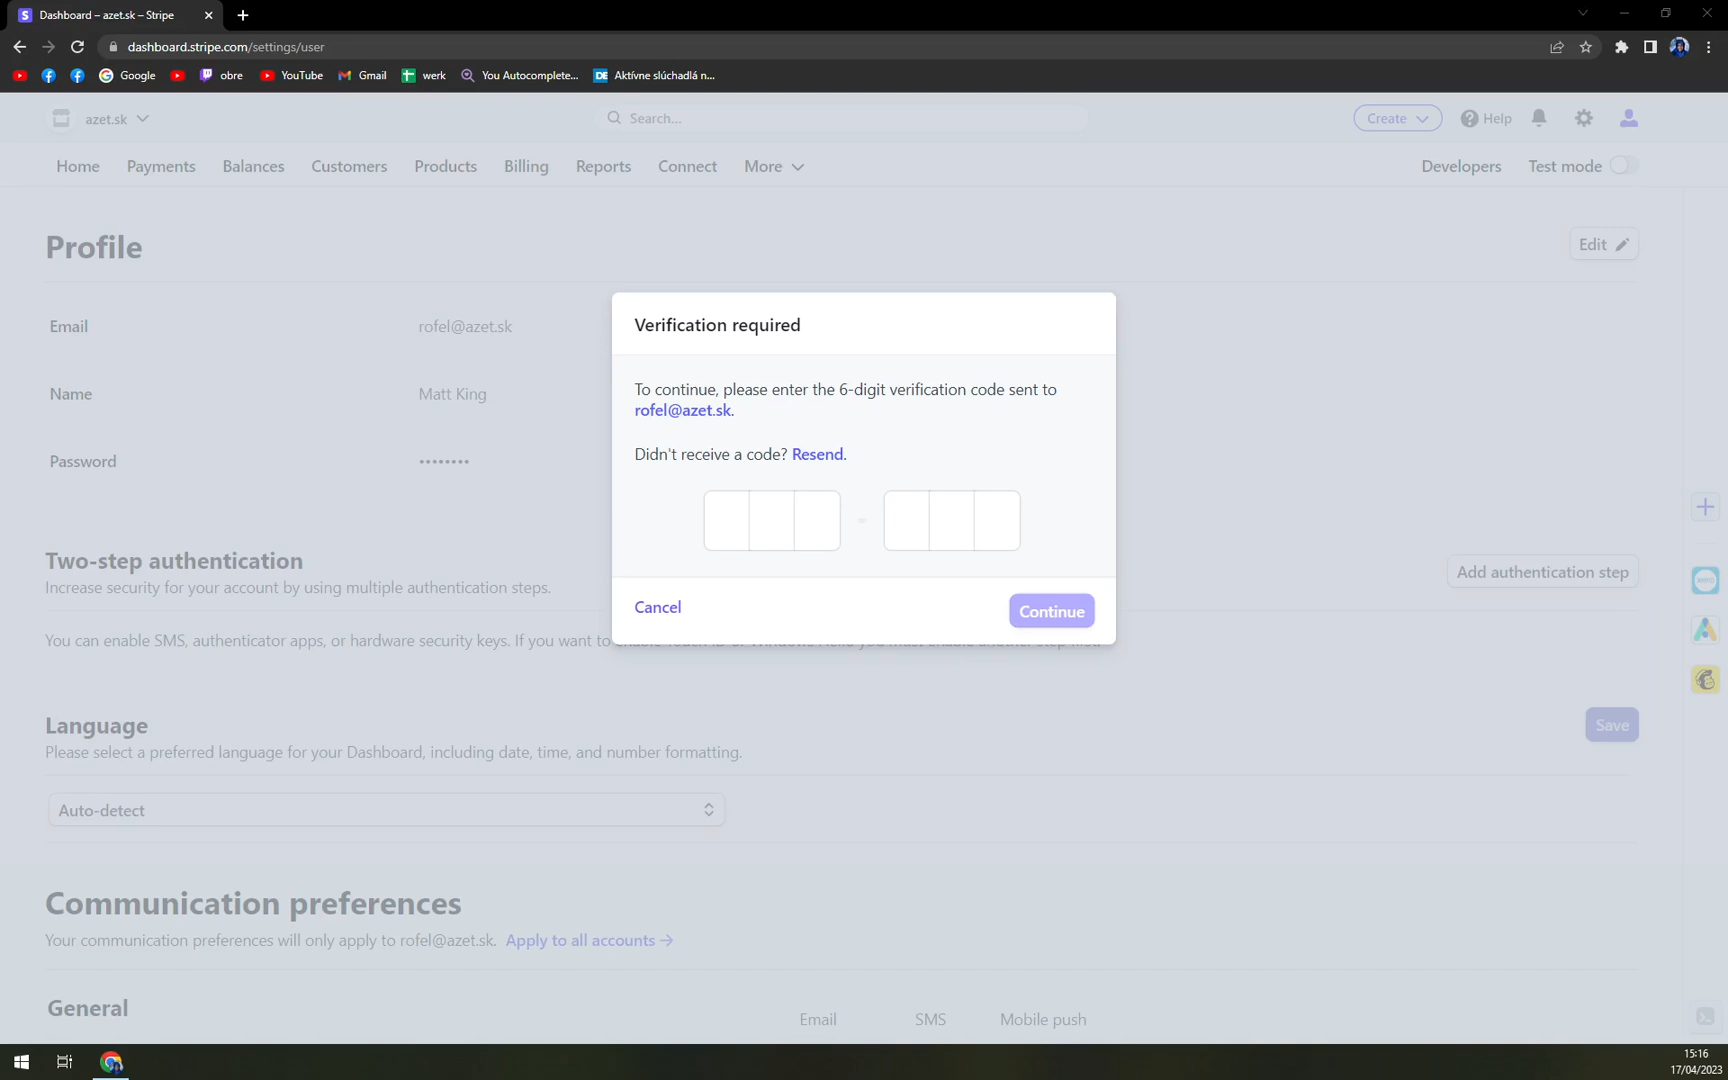 Dashboard – azet.sk – Stripe
dashboard.stripe.com/settings/user
Google
obre
YouTube
Gmail
werk
You Autocomplete...
DE
Aktívne slúchadlá n...
azet.sk
Search...
Create
Help
Home
Payments
Balances
Customers
Products
Billing
Reports
Connect
More
Developers
Test mode
Profile
Edit
Email
rofel@azet.sk
Name
Matt King
Password
••••••••
Verification required
To continue, please enter the 6-digit verification code sent to
rofel@azet.sk.
Didn't receive a code? Resend.
Cancel
Continue
Two-step authentication
Increase security for your account by using multiple authentication steps.
Add authentication step
You can enable SMS, authenticator apps, or hardware security keys. If you want to
Language
Please select a preferred language for your Dashboard, including date, time, and number formatting.
Save
Auto-detect
Communication preferences
Your communication preferences will only apply to rofel@azet.sk. Apply to all accounts →
General
Email
SMS
Mobile push
15:16
17/04/2023